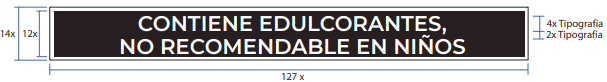 CONTIENE EDULCORANTES,
NO RECOMENDABLE EN NIÑOS
14x
12x
4x Tipografía
2x Tipografía
127 x